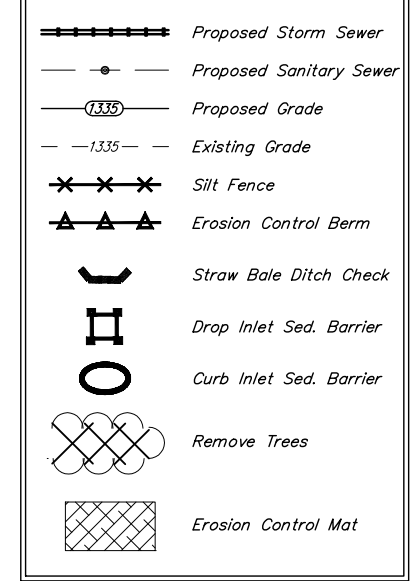 Proposed Storm Sewer
Proposed Sanitary Sewer
1335 Proposed Grade
1335 Existing Grade
Silt Fence
Erosion Control Berm
Straw Bale Ditch Check
Drop Inlet Sed. Barrier
Curb Inlet Sed. Barrier
Remove Trees
Erosion Control Mat